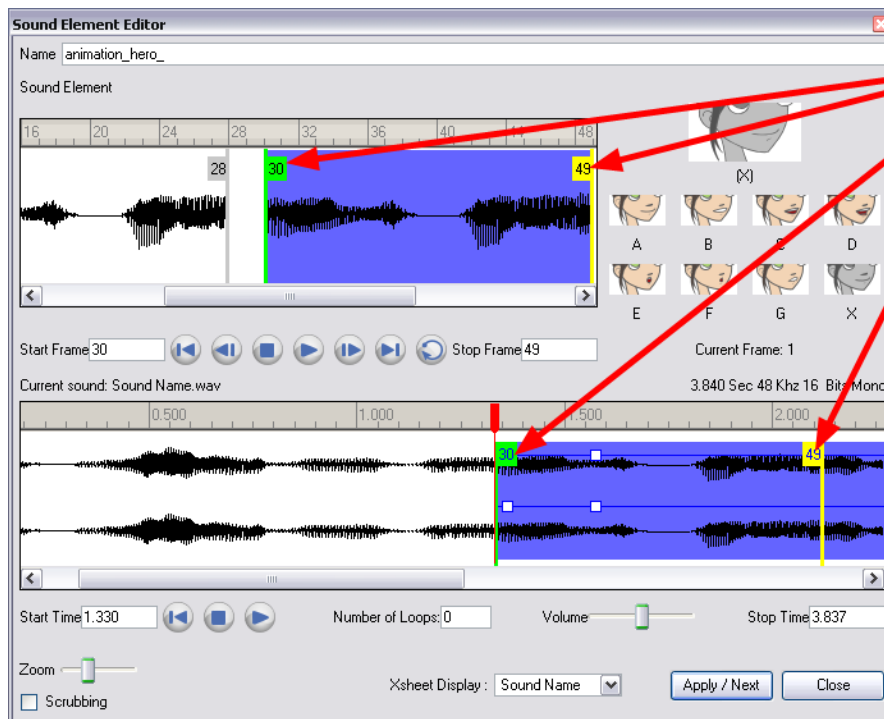 Sound Element Editor
Name animation_hero_
Sound Element
16 20 24 28 32 36 40 44 48
28 30 49
(X)
A B C D
E F G X
Start Frame 30 Stop Frame 49 Current Frame: 1
Current sound: Sound Name.wav 3.840 Sec 48 Khz 16 Bits Mono
0.500 1.000 1.500 2.000
30 49
Start Time 1.330 Number of Loops: 0 Volume Stop Time 3.837
Zoom
Scrubbing
Xsheet Display : Sound Name Apply / Next Close